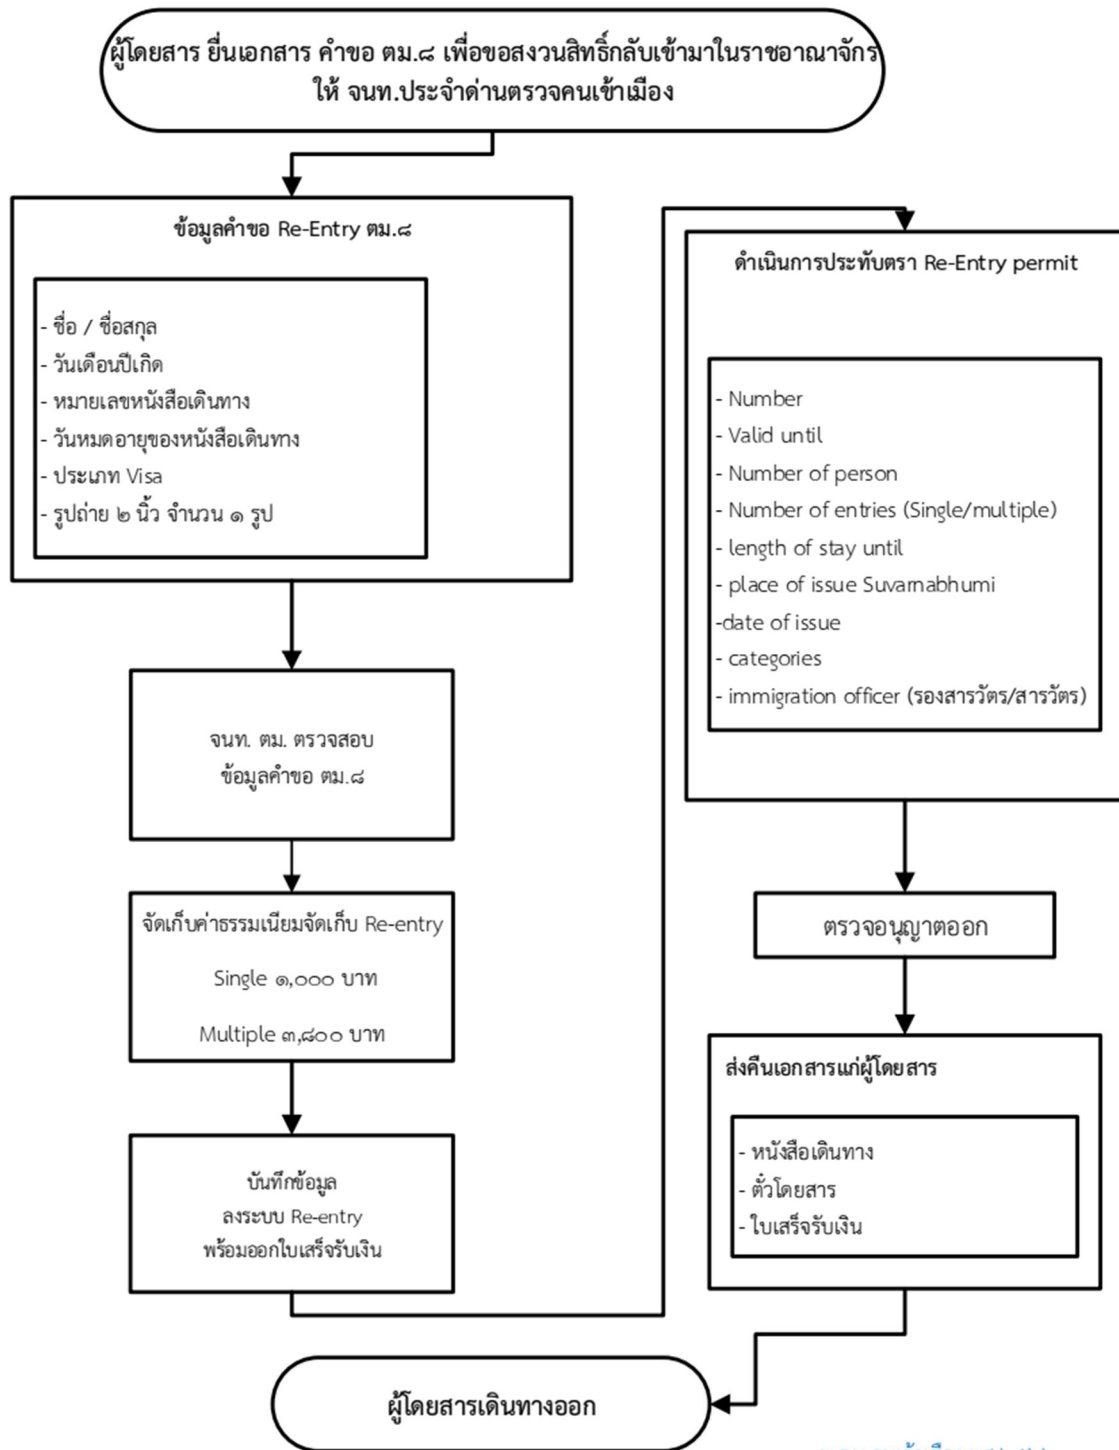 ผู้โดยสาร ยื่นเอกสาร คำขอ ตม.๘ เพื่อขอสงวนสิทธิ์กลับเข้ามาในราชอาณาจักร
ให้ จนท.ประจำด่านตรวจคนเข้าเมือง
ข้อมูลคำขอ Re-Entry ตม.๘
- ชื่อ / ชื่อสกุล
- วันเดือนปีเกิด
- หมายเลขหนังสือเดินทาง
- วันหมดอายุของหนังสือเดินทาง
- ประเภท Visa
- รูปถ่าย ๒ นิ้ว จำนวน ๑ รูป
จนท. ตม. ตรวจสอบ
ข้อมูลคำขอ ตม.๘
จัดเก็บค่าธรรมเนียมจัดเก็บ Re-entry
Single ๑,๐๐๐ บาท
Multiple ๓,๘๐๐ บาท
บันทึกข้อมูล
ลงระบบ Re-entry
พร้อมออกใบเสร็จรับเงิน
ดำเนินการประทับตรา Re-Entry permit
- Number
- Valid until
- Number of person
- Number of entries (Single/multiple)
- length of stay until
- place of issue Suvarnabhumi
-date of issue
- categories
- immigration officer (รองสารวัตร/สารวัตร)
ตรวจอนุญาตออก
ส่งคืนเอกสารแก่ผู้โดยสาร
- หนังสือเดินทาง
- ตั๋วโดยสาร
- ใบเสร็จรับเงิน
ผู้โดยสารเดินทางออก